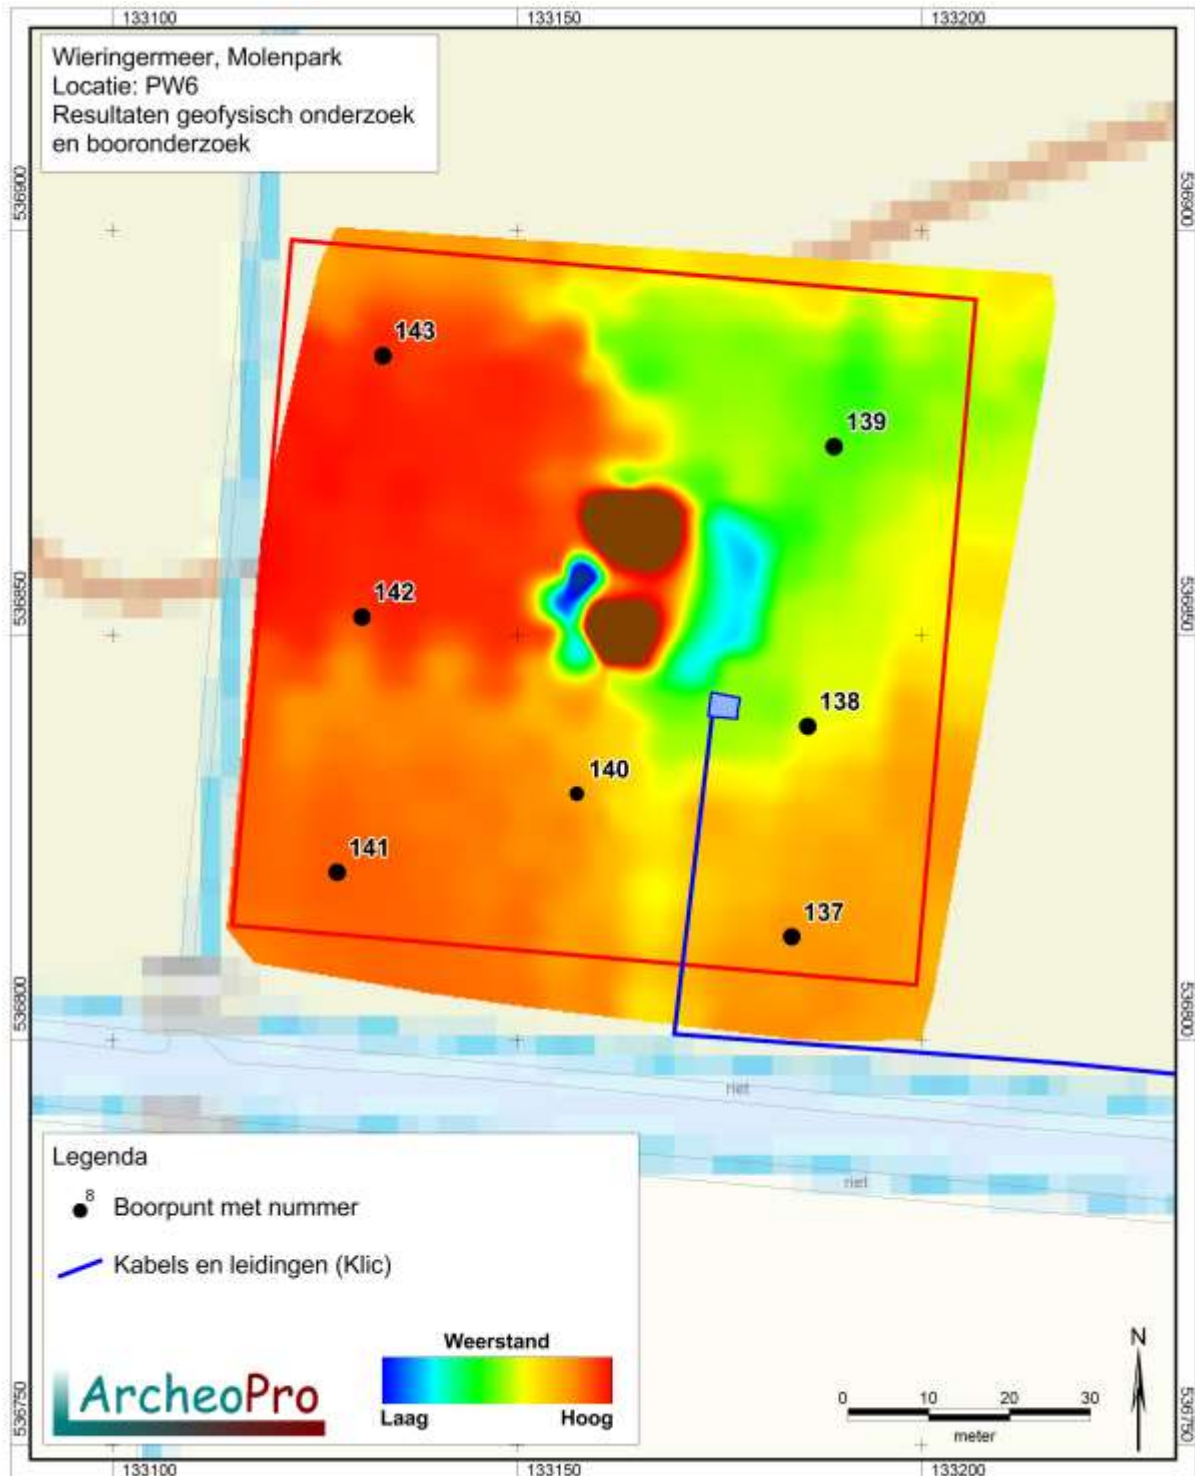 133100 133150 133200
Wieringermeer, Molenpark
Locatie: PW6
Resultaten geofysisch onderzoek
en booronderzoek
536900 536900
143
139
142
536850 536850
138
140
141
137
536800 536800
riet
riet
Legenda
8 Boorpunt met nummer
Kabels en leidingen (Klic)
Weerstand
Laag Hoog
ArcheoPro
N
0 10 20 30
meter
536750 536750
133100 133150 133200